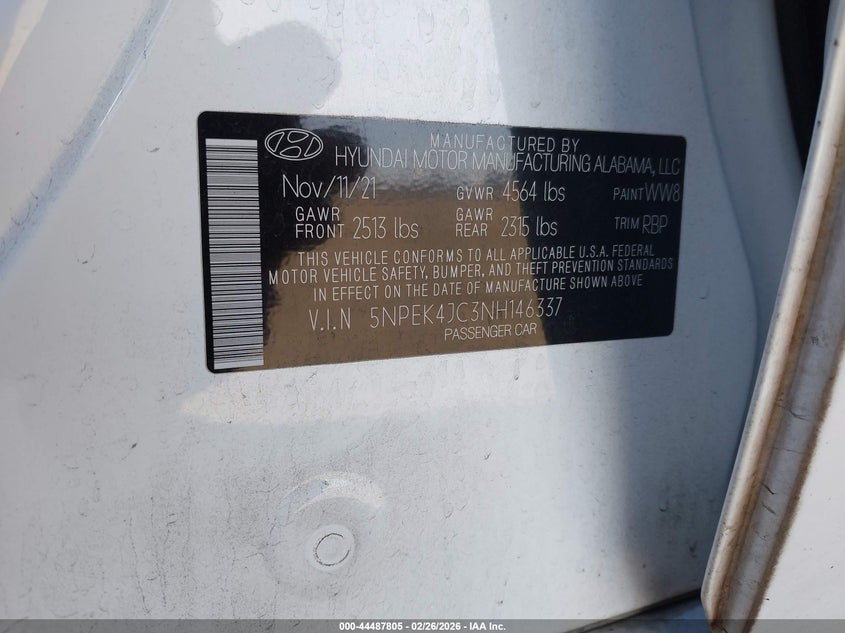 MANUFACTURED BY
HYUNDAI MOTOR MANUFACTURING ALABAMA, LLC
Nov/11/21 GVWR 4564 lbs PAINT WW8
GAWR FRONT 2513 lbs GAWR REAR 2315 lbs TRIM RBP
THIS VEHICLE CONFORMS TO ALL APPLICABLE U.S.A. FEDERAL
MOTOR VEHICLE SAFETY, BUMPER, AND THEFT PREVENTION STANDARDS
IN EFFECT ON THE DATE OF MANUFACTURE SHOWN ABOVE
V.I.N 5NPEK4JC3NH146337
PASSENGER CAR
000-44487805 - 02/26/2026 - IAA Inc.